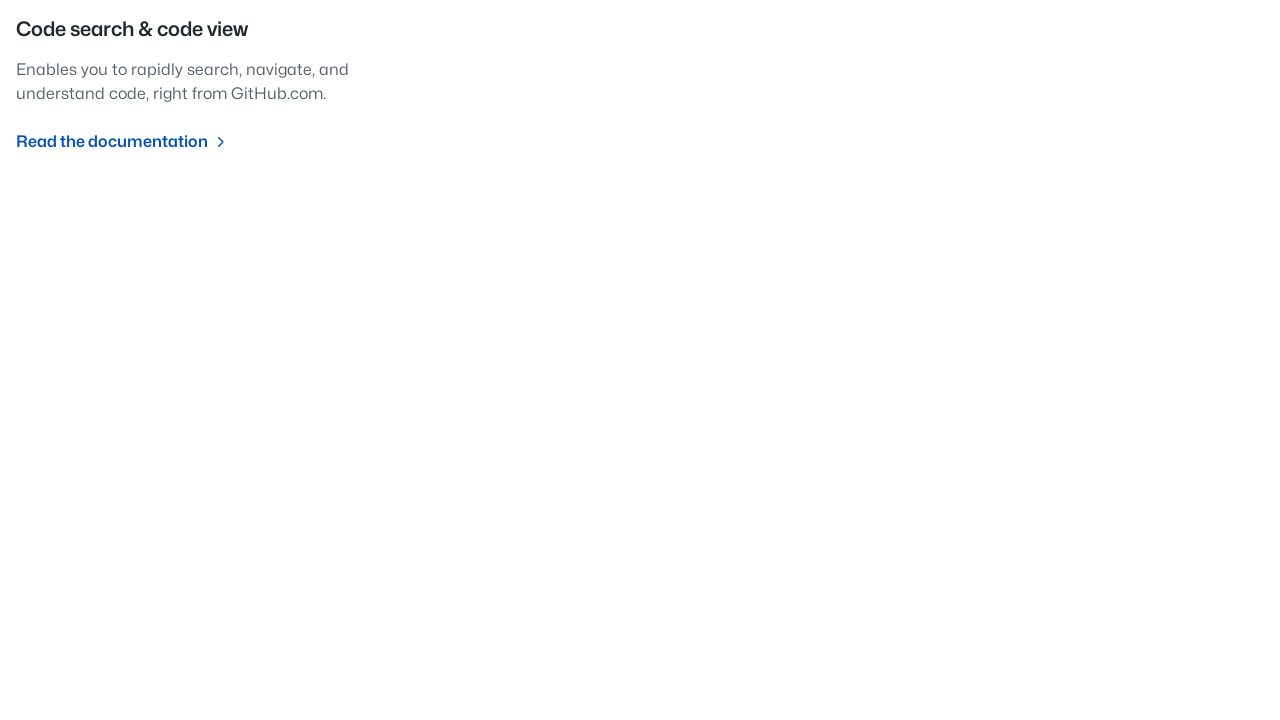 Code search & code view
Enables you to rapidly search, navigate, and
understand code, right from GitHub.com.
Read the documentation